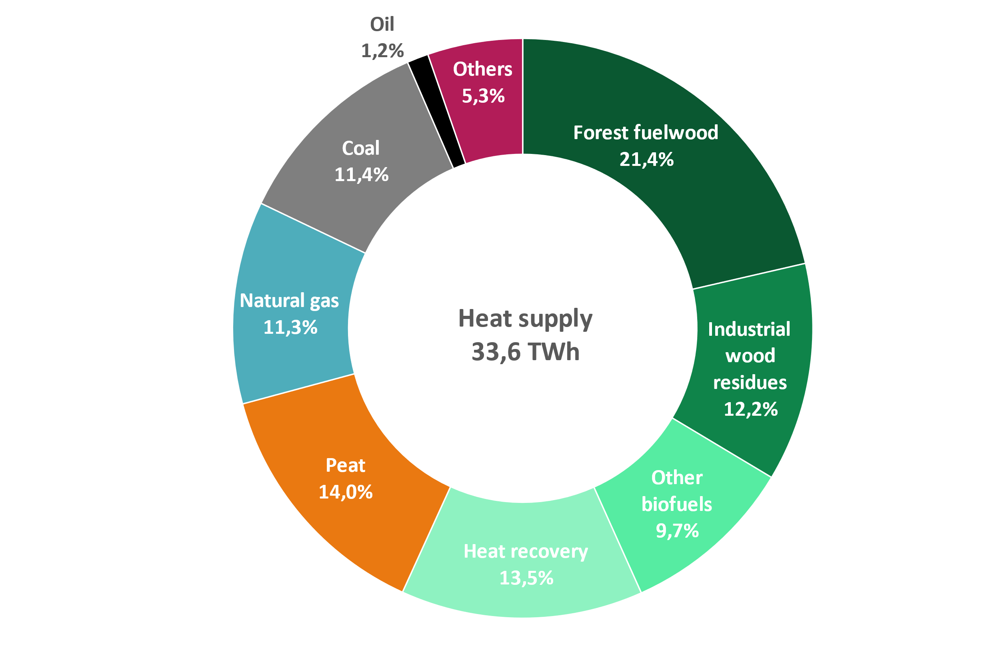 Oil
1,2%
Others
5,3%
Forest fuelwood
21,4%
Coal
11,4%
Natural gas
11,3%
Heat supply
33,6 TWh
Industrial
wood
residues
12,2%
Peat
14,0%
Other
biofuels
9,7%
Heat recovery
13,5%